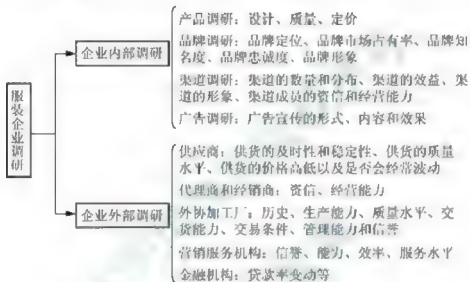 服装企业调研
企业内部调研
产品调研：设计、质量、定价
品牌调研：品牌定位、品牌市场占有率、品牌知
名度、品牌忠诚度、品牌形象
渠道调研：渠道的数量和分布、渠道的效益、渠
道的形象、渠道成员的资信和经营能力
广告调研：广告宣传的形式、内容和效果
企业外部调研
供应商：供货的及时性和稳定性、供货的质量
水平、供货的价格高低以及是否会经常波动
代理商和经销商：资信、经营能力
外协加工厂：历史、生产能力、质量水平、交
货能力、交易条件、管理能力和信誉
营销服务机构：信誉、能力、效率、服务水平
金融机构：贷款率变动等